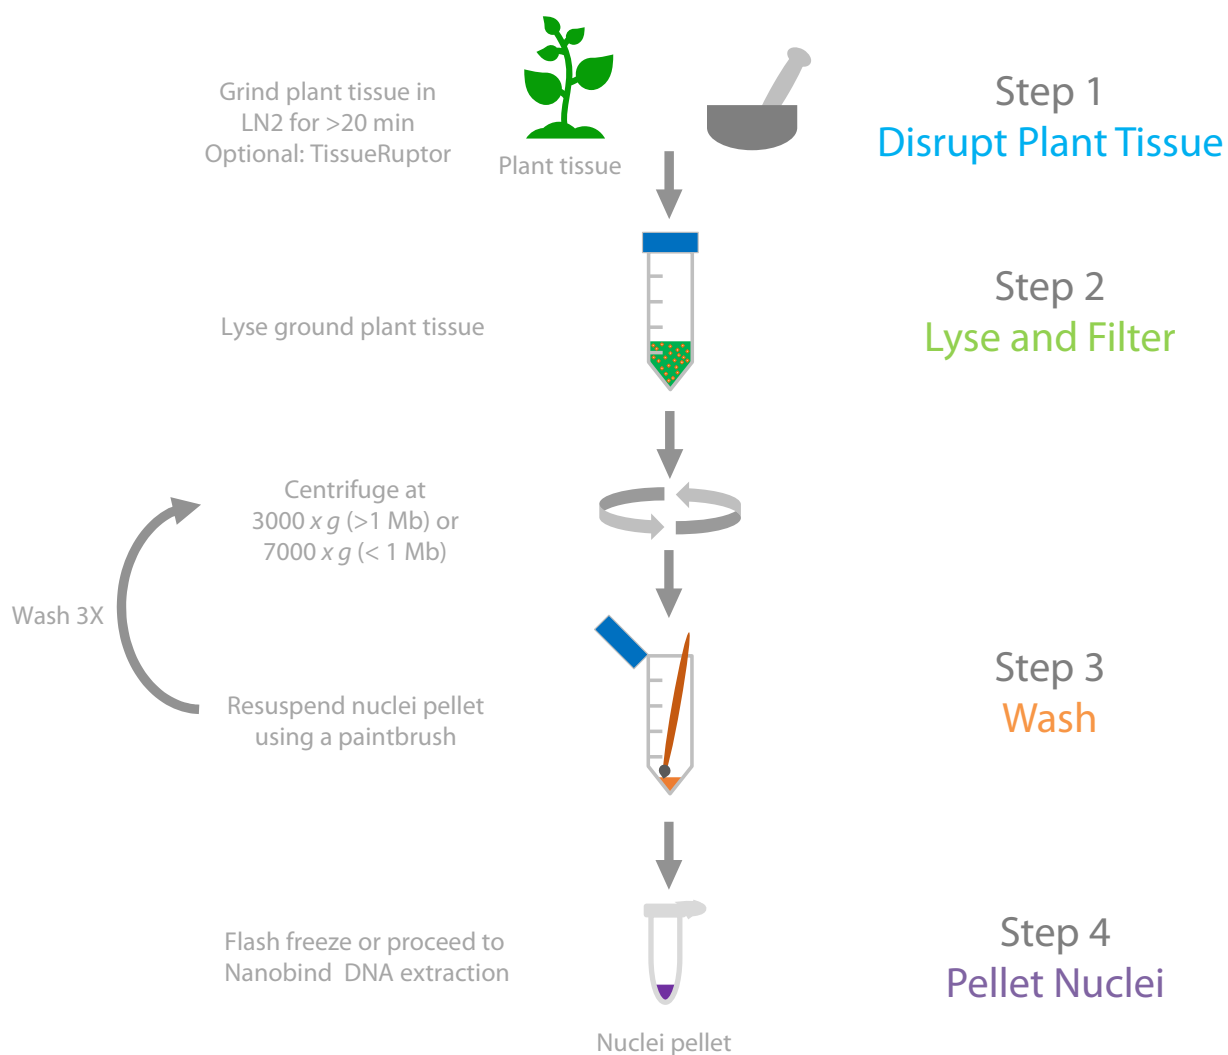 Grind plant tissue in
LN2 for >20 min
Optional: TissueRuptor
Plant tissue
Step 1
Disrupt Plant Tissue
Lyse ground plant tissue
Step 2
Lyse and Filter
Centrifuge at
3000 x g (>1 Mb) or
7000 x g (< 1 Mb)
Wash 3X
Resuspend nuclei pellet
using a paintbrush
Step 3
Wash
Flash freeze or proceed to
Nanobind DNA extraction
Step 4
Pellet Nuclei
Nuclei pellet